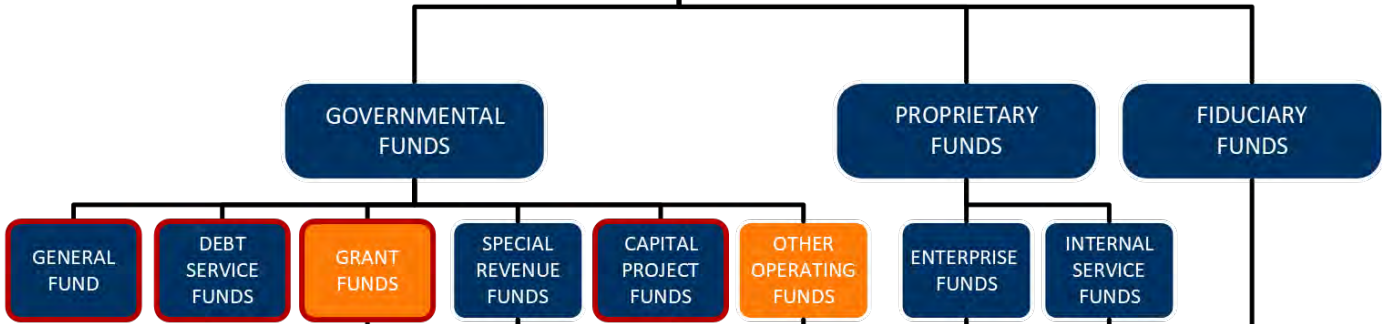 GOVERNMENTAL
FUNDS
PROPRIETARY
FUNDS
FIDUCIARY
FUNDS
GENERAL
FUND
DEBT
SERVICE
FUNDS
GRANT
FUNDS
SPECIAL
REVENUE
FUNDS
CAPITAL
PROJECT
FUNDS
OTHER
OPERATING
FUNDS
ENTERPRISE
FUNDS
INTERNAL
SERVICE
FUNDS